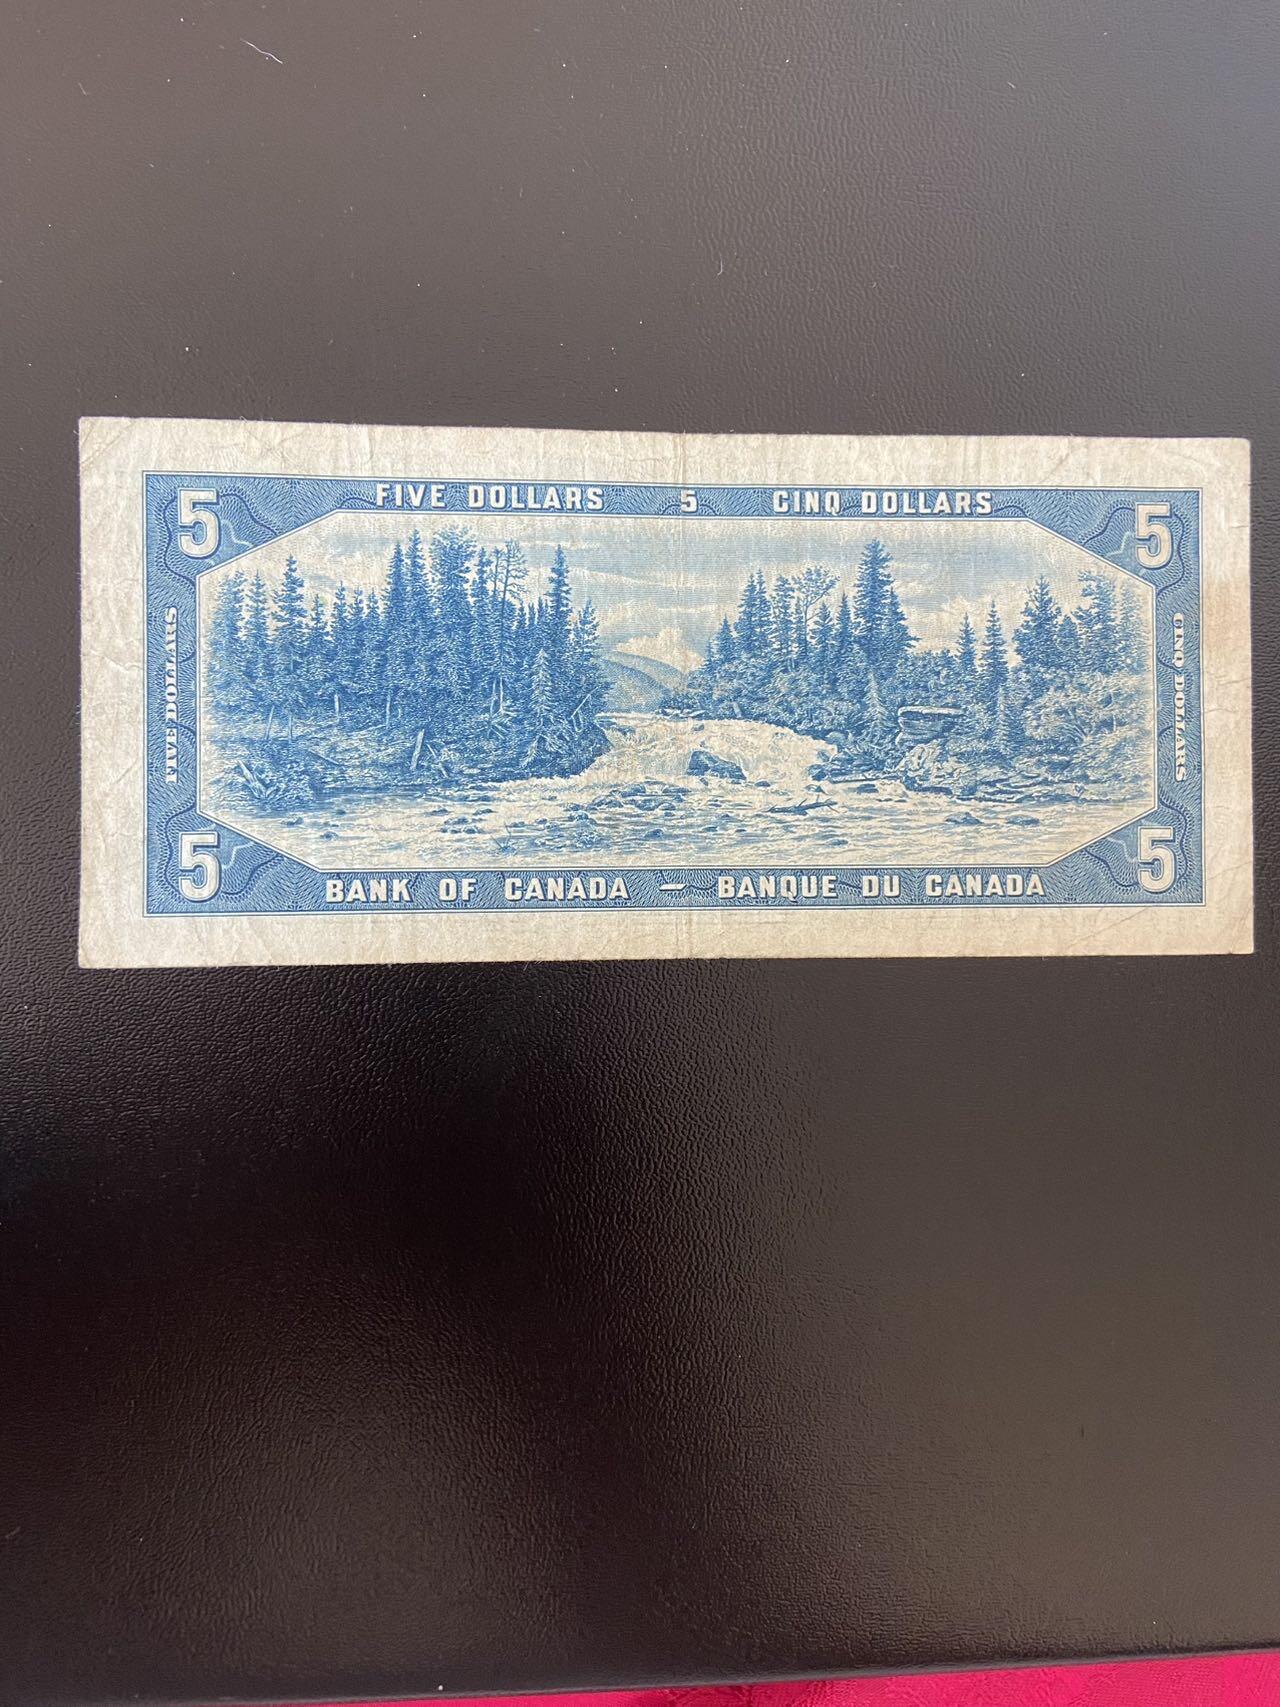 FIVE DOLLARS 5 CINQ DOLLARS
5 5
FIVE DOLLARS
CINQ DOLLARS
5 5
BANK OF CANADA — BANQUE DU CANADA